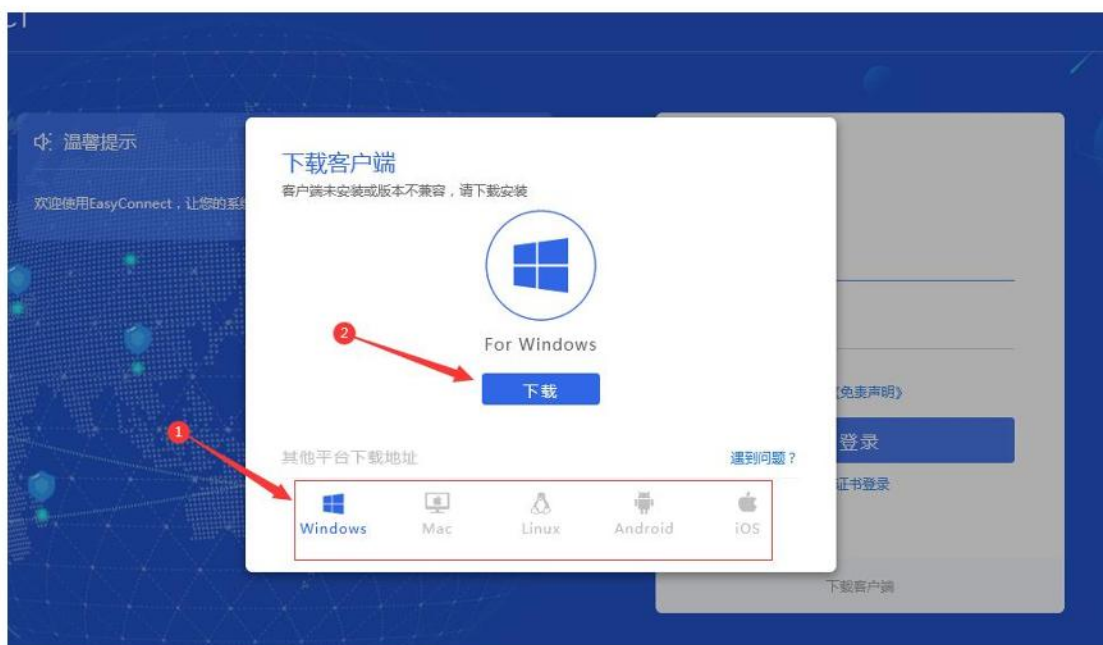 CT
温馨提示
欢迎使用EasyConnect，让您的系统
下载客户端
客户端未安装或版本不兼容，请下载安装
For Windows
2
下载
《免责声明》
1
登录
其他平台下载地址
遇到问题？
证书登录
Windows
Mac
Linux
Android
iOS
下载客户端